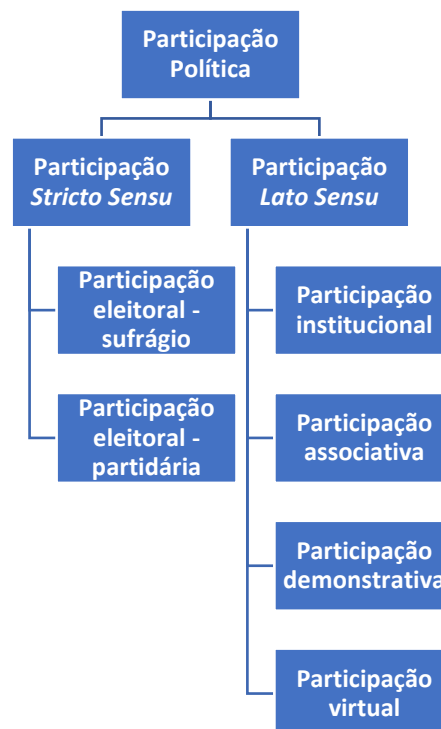 Participação
Política
Participação
Stricto Sensu
Participação
Lato Sensu
Participação
eleitoral -
sufrágio
Participação
eleitoral -
partidária
Participação
institucional
Participação
associativa
Participação
demonstrativa
Participação
virtual